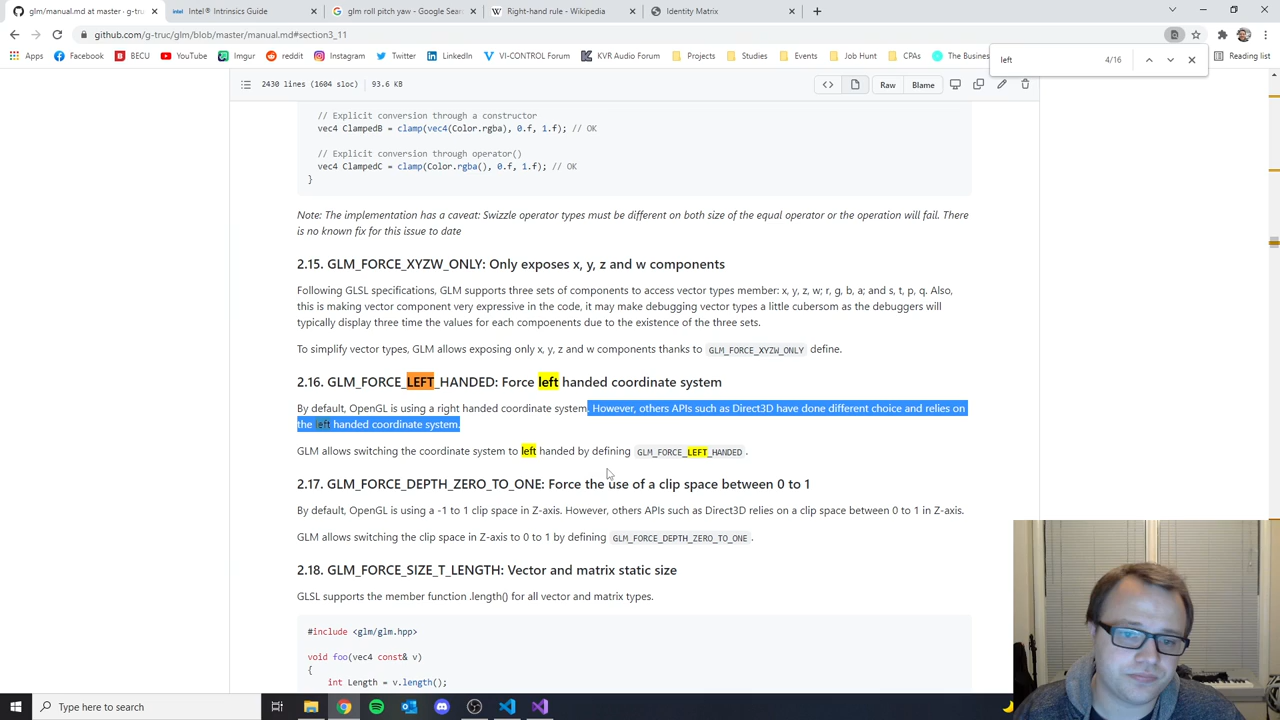 glm/manual.md at master · g-truc
Intel® Intrinsics Guide
glm roll pitch yaw - Google Sear
Right-hand rule - Wikipedia
Identity Matrix
github.com/g-truc/glm/blob/master/manual.md#section3_11
Apps
Facebook
BECU
YouTube
Imgur
reddit
Instagram
Twitter
LinkedIn
VI-CONTROL Forum
KVR Audio Forum
Projects
Studies
Events
Job Hunt
CPAs
The Busines
Reading list
left
4/16
2430 lines (1604 sloc)
93.6 KB
Raw
Blame
// Explicit conversion through a constructor
vec4 ClampedB = clamp(vec4(Color.rgba), 0.f, 1.f); // OK
// Explicit conversion through operator()
vec4 ClampedC = clamp(Color.rgba(), 0.f, 1.f); // OK
}
Note: The implementation has a caveat: Swizzle operator types must be different on both size of the equal operator or the operation will fail. There
is no known fix for this issue to date
2.15. GLM_FORCE_XYZW_ONLY: Only exposes x, y, z and w components
Following GLSL specifications, GLM supports three sets of components to access vector types member: x, y, z, w; r, g, b, a; and s, t, p, q. Also,
this is making vector component very expressive in the code, it may make debugging vector types a little cubersom as the debuggers will
typically display three time the values for each compoenents due to the existence of the three sets.
To simplify vector types, GLM allows exposing only x, y, z and w components thanks to GLM_FORCE_XYZW_ONLY define.
2.16. GLM_FORCE_LEFT_HANDED: Force left handed coordinate system
By default, OpenGL is using a right handed coordinate system. However, others APIs such as Direct3D have done different choice and relies on
the left handed coordinate system.
GLM allows switching the coordinate system to left handed by defining GLM_FORCE_LEFT_HANDED.
2.17. GLM_FORCE_DEPTH_ZERO_TO_ONE: Force the use of a clip space between 0 to 1
By default, OpenGL is using a -1 to 1 clip space in Z-axis. However, others APIs such as Direct3D relies on a clip space between 0 to 1 in Z-axis.
GLM allows switching the clip space in Z-axis to 0 to 1 by defining GLM_FORCE_DEPTH_ZERO_TO_ONE.
2.18. GLM_FORCE_SIZE_T_LENGTH: Vector and matrix static size
GLSL supports the member function .length() for all vector and matrix types.
#include <glm/glm.hpp>
void foo(vec4 const& v)
{
int Length = v.length();
Type here to search